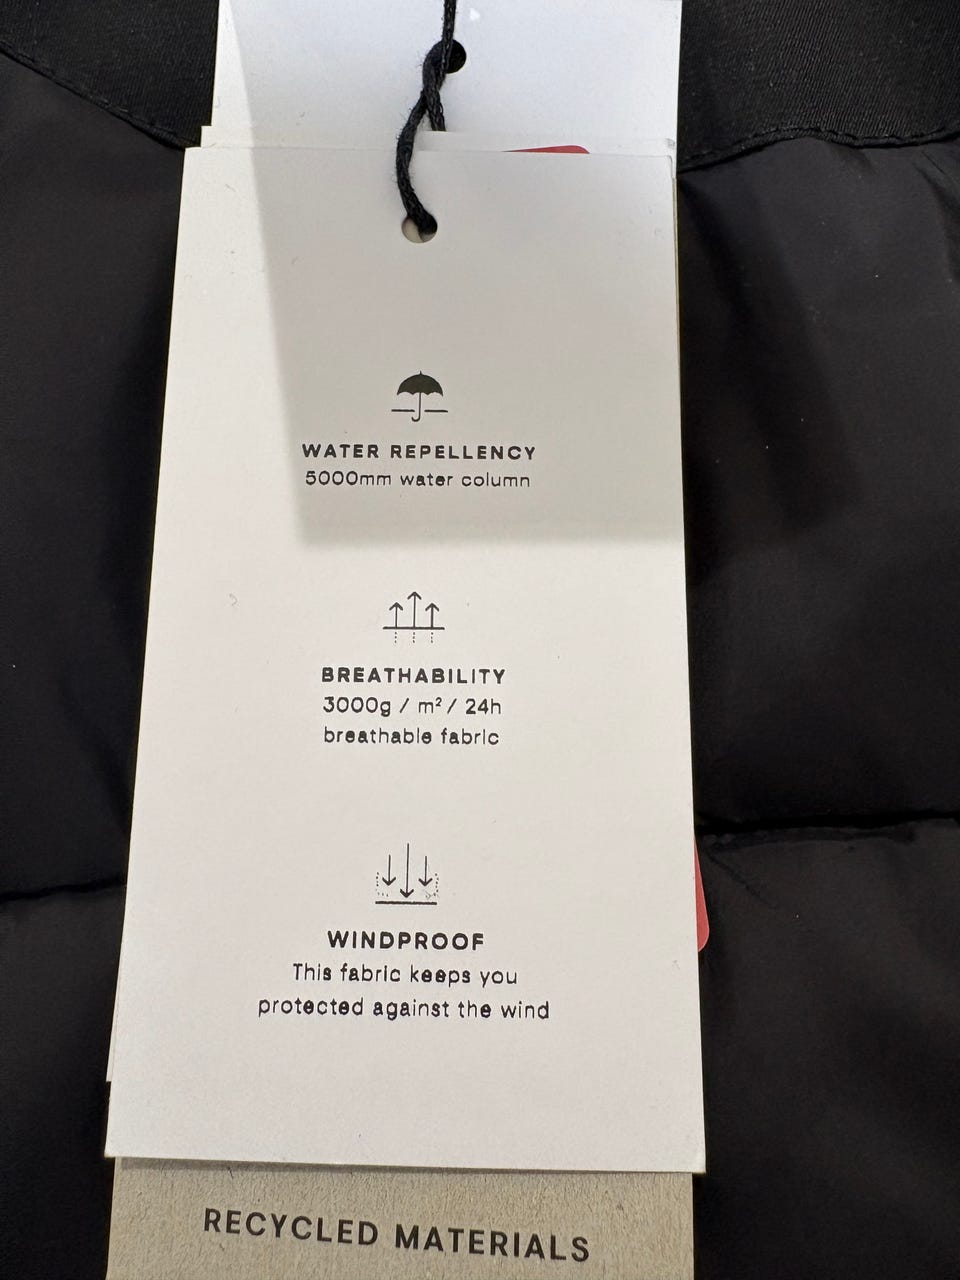 WATER REPELLENCY
5000mm water column
BREATHABILITY
3000g / m² / 24h
breathable fabric
WINDPROOF
This fabric keeps you
protected against the wind
RECYCLED MATERIALS